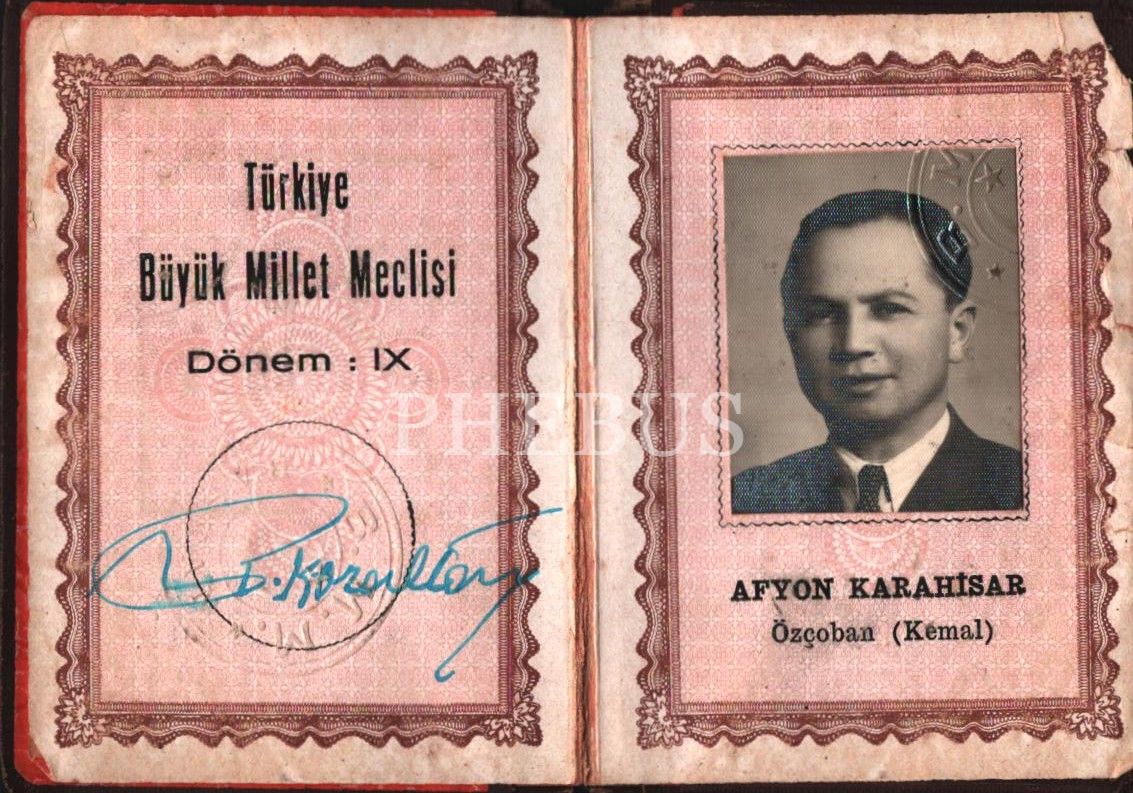 Türkiye
Büyük Millet Meclisi
Dönem : IX
PHEBUS
AFYON KARAHİSAR
Özçoban (Kemal)